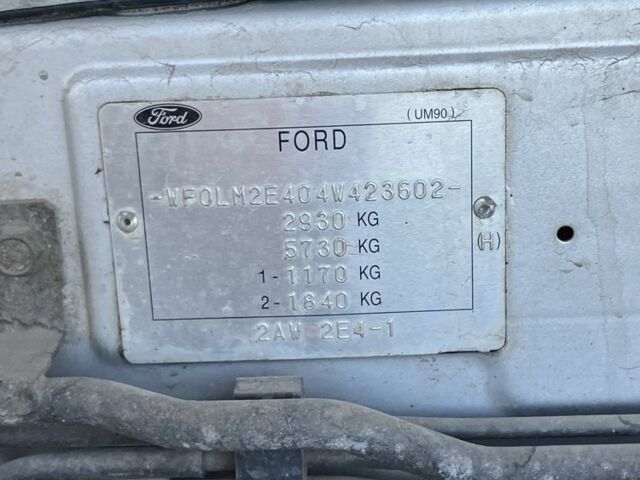 Ford
(UM90)
FORD
-WF0LM2E404W423602-
2930 KG
5730 KG
(H)
1-1170 KG
2-1840 KG
2AW 2E4-1